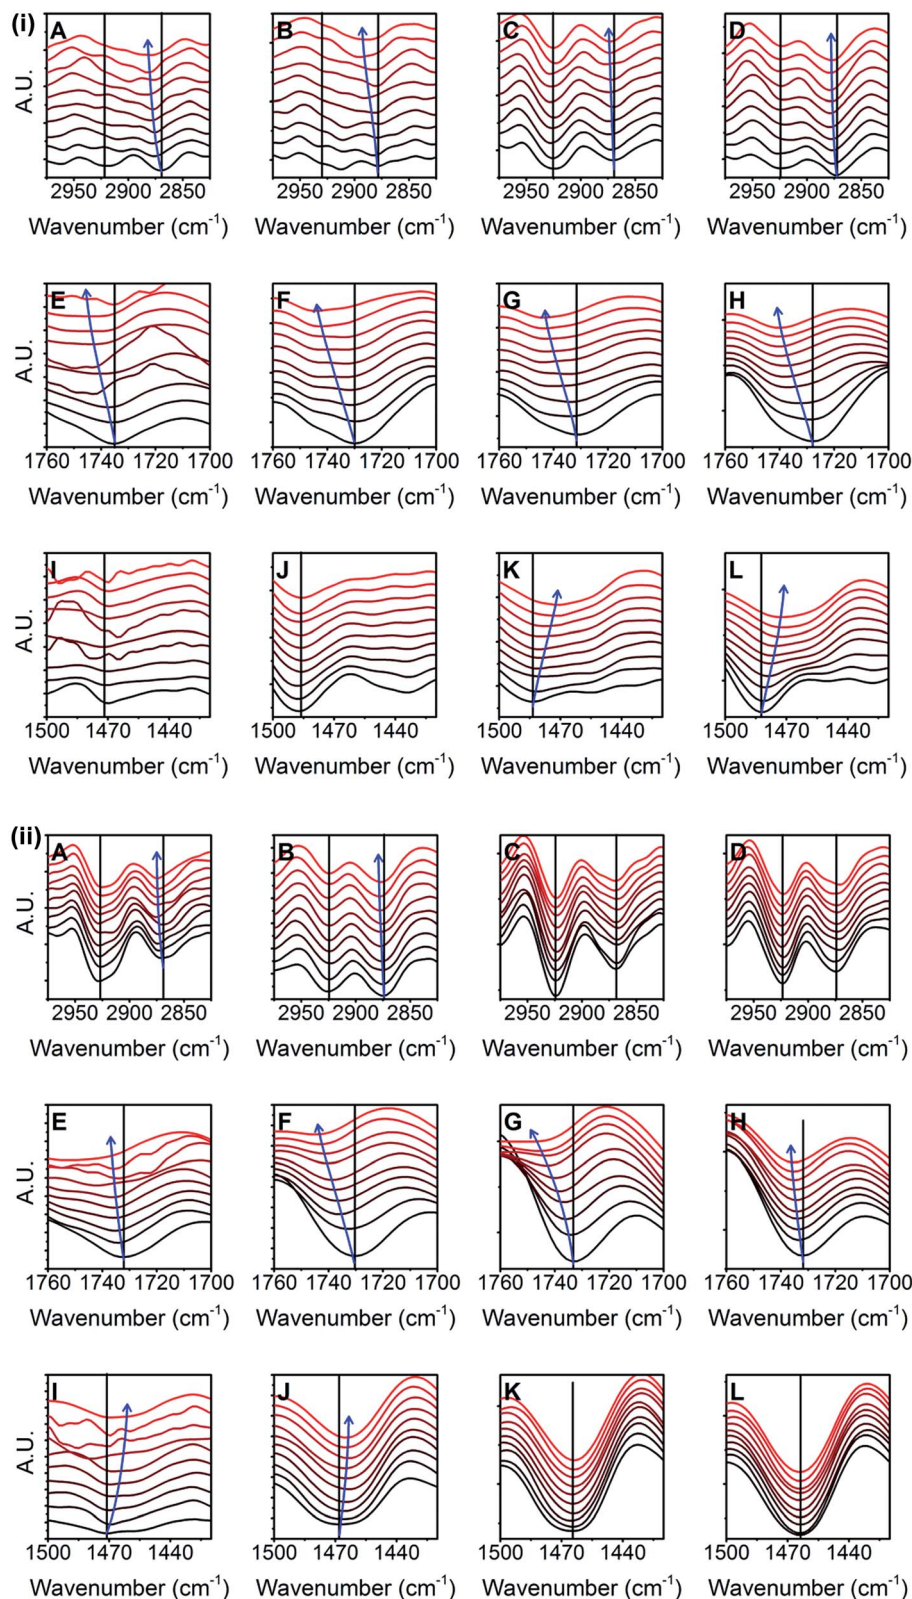 (i)
A B C D
A.U.
2950 2900 2850 2950 2900 2850 2950 2900 2850 2950 2900 2850
Wavenumber (cm-1) Wavenumber (cm-1) Wavenumber (cm-1) Wavenumber (cm-1)
E F G H
A.U.
1760 1740 1720 1700 1760 1740 1720 1700 1760 1740 1720 1700 1760 1740 1720 1700
Wavenumber (cm-1) Wavenumber (cm-1) Wavenumber (cm-1) Wavenumber (cm-1)
I J K L
A.U.
1500 1470 1440 1500 1470 1440 1500 1470 1440 1500 1470 1440
Wavenumber (cm-1) Wavenumber (cm-1) Wavenumber (cm-1) Wavenumber (cm-1)
(ii)
A B C D
A.U.
2950 2900 2850 2950 2900 2850 2950 2900 2850 2950 2900 2850
Wavenumber (cm-1) Wavenumber (cm-1) Wavenumber (cm-1) Wavenumber (cm-1)
E F G H
A.U.
1760 1740 1720 1700 1760 1740 1720 1700 1760 1740 1720 1700 1760 1740 1720 1700
Wavenumber (cm-1) Wavenumber (cm-1) Wavenumber (cm-1) Wavenumber (cm-1)
I J K L
A.U.
1500 1470 1440 1500 1470 1440 1500 1470 1440 1500 1470 1440
Wavenumber (cm-1) Wavenumber (cm-1) Wavenumber (cm-1) Wavenumber (cm-1)